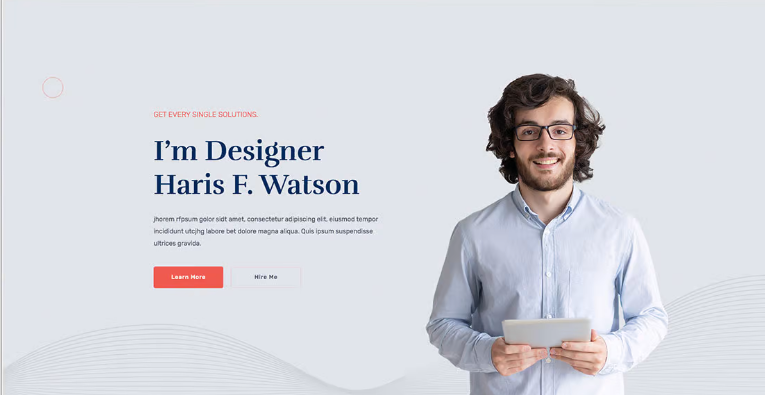 GET EVERY SINGLE SOLUTIONS.
I'm Designer
Haris F. Watson
jhorem rfpsum golor sidt amet, consectetur adipiscing elit, eiusmod tempor
incididunt utcjhg labore bet dolore magna aliqua. Quis ipsum suspendisse
ultrices gravida.
Learn More
Hire Me